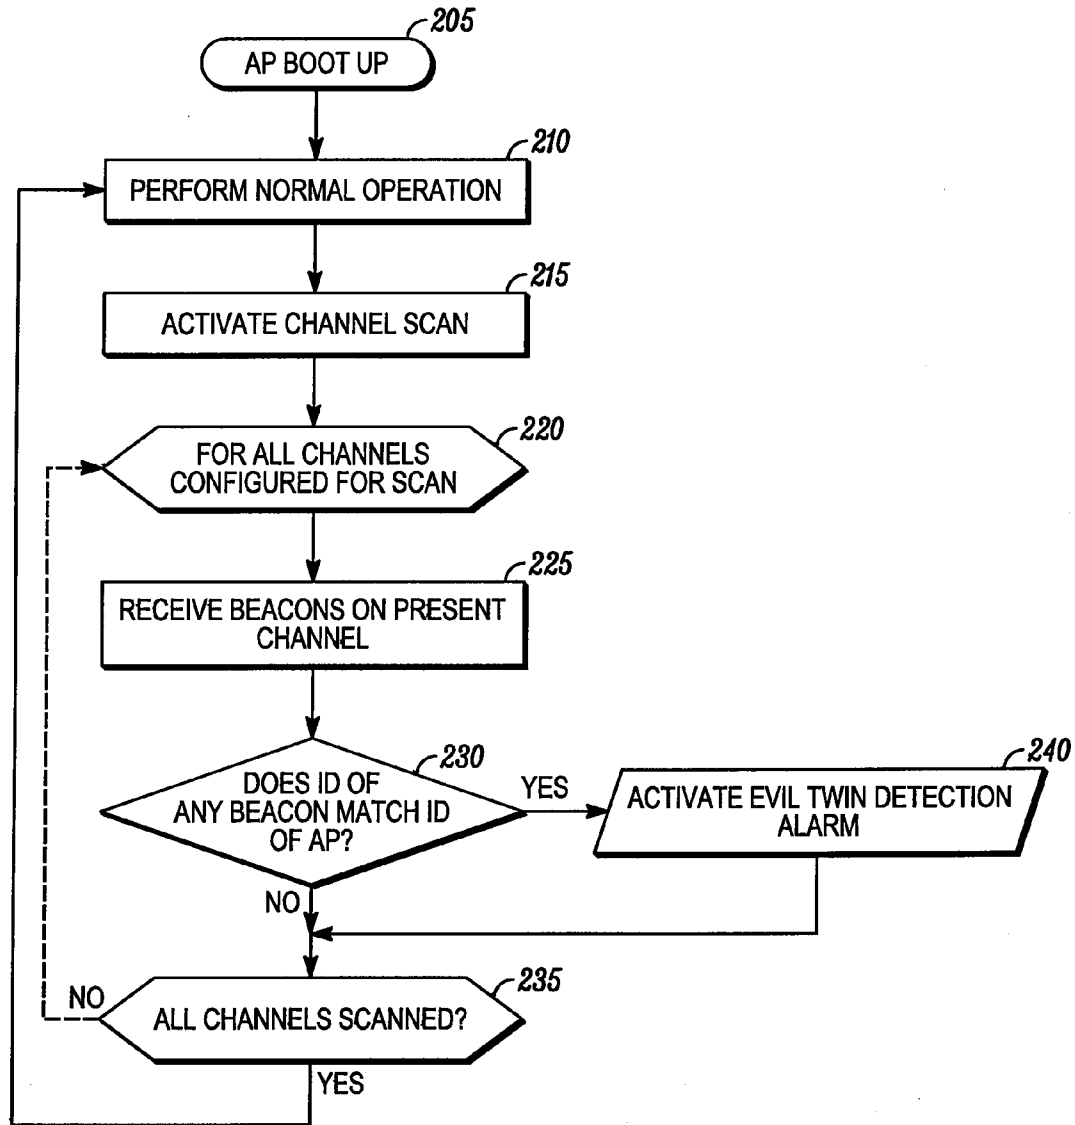 205
AP BOOT UP
210
PERFORM NORMAL OPERATION
215
ACTIVATE CHANNEL SCAN
220
FOR ALL CHANNELS
CONFIGURED FOR SCAN
225
RECEIVE BEACONS ON PRESENT
CHANNEL
230
DOES ID OF
ANY BEACON MATCH ID
OF AP?
YES
240
ACTIVATE EVIL TWIN DETECTION
ALARM
NO
235
NO
ALL CHANNELS SCANNED?
YES